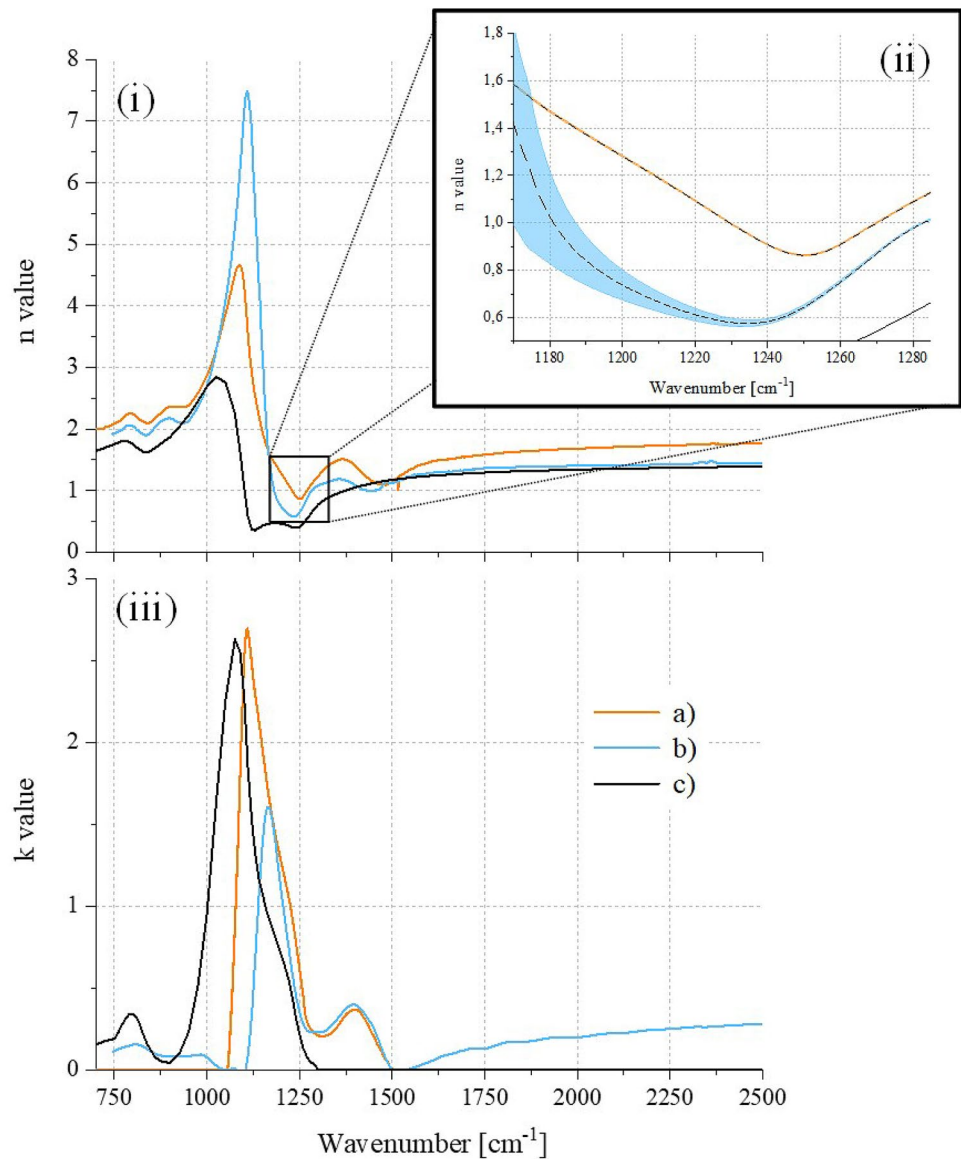 (i)
8
7
6
5
4
3
2
1
0
n value
(ii)
1,8
1,6
1,4
1,2
1,0
0,8
0,6
n value
1180 1200 1220 1240 1260 1280
Wavenumber [cm-1]
(iii)
3
2
1
0
k value
a)
b)
c)
750 1000 1250 1500 1750 2000 2250 2500
Wavenumber [cm-1]